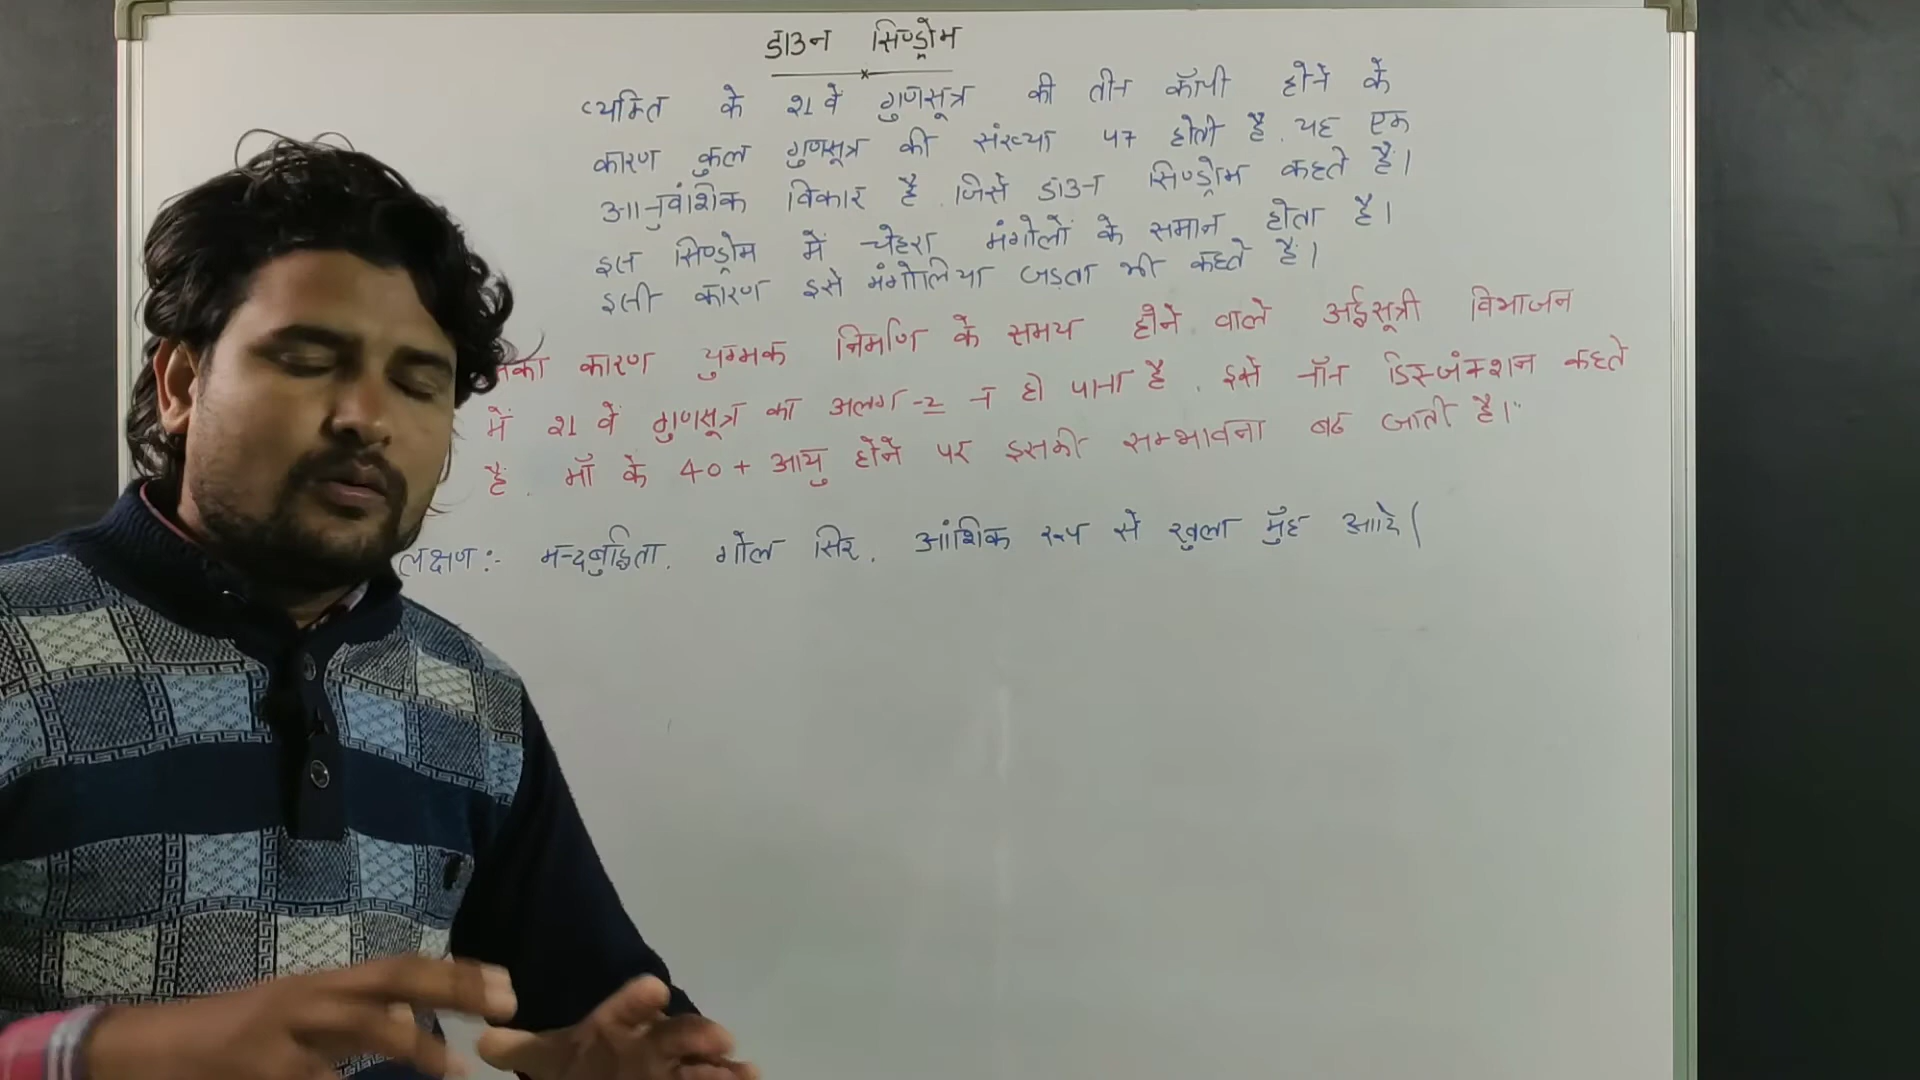 डाउन सिण्ड्रोम
व्यक्ति के 21 वे गुणसूत्र की तीन कॉपी होने के
कारण कुल गुणसूत्र की संख्या 47 होती है. यह एक
आनुवंशिक विकार है. जिसे डाउन सिण्ड्रोम कहते हैं।
इस सिण्ड्रोम में चेहरा मंगोलों के समान होता है।
इसी कारण इसे मंगोलिया जड़ता भी कहते हैं।
कारण युग्मक निर्माण के समय होने वाले अर्द्धसूत्री विभाजन
में 21 वें गुणसूत्र का अलग-2 न हो पाना है. इसे नॉन डिस्जंक्शन कहते
हैं. माँ के 40 + आयु होने पर इसकी सम्भावना बढ जाती है।
लक्षण:- मन्दबुद्धिता. गोल सिर. आंशिक रूप से खुला मुँह आदि